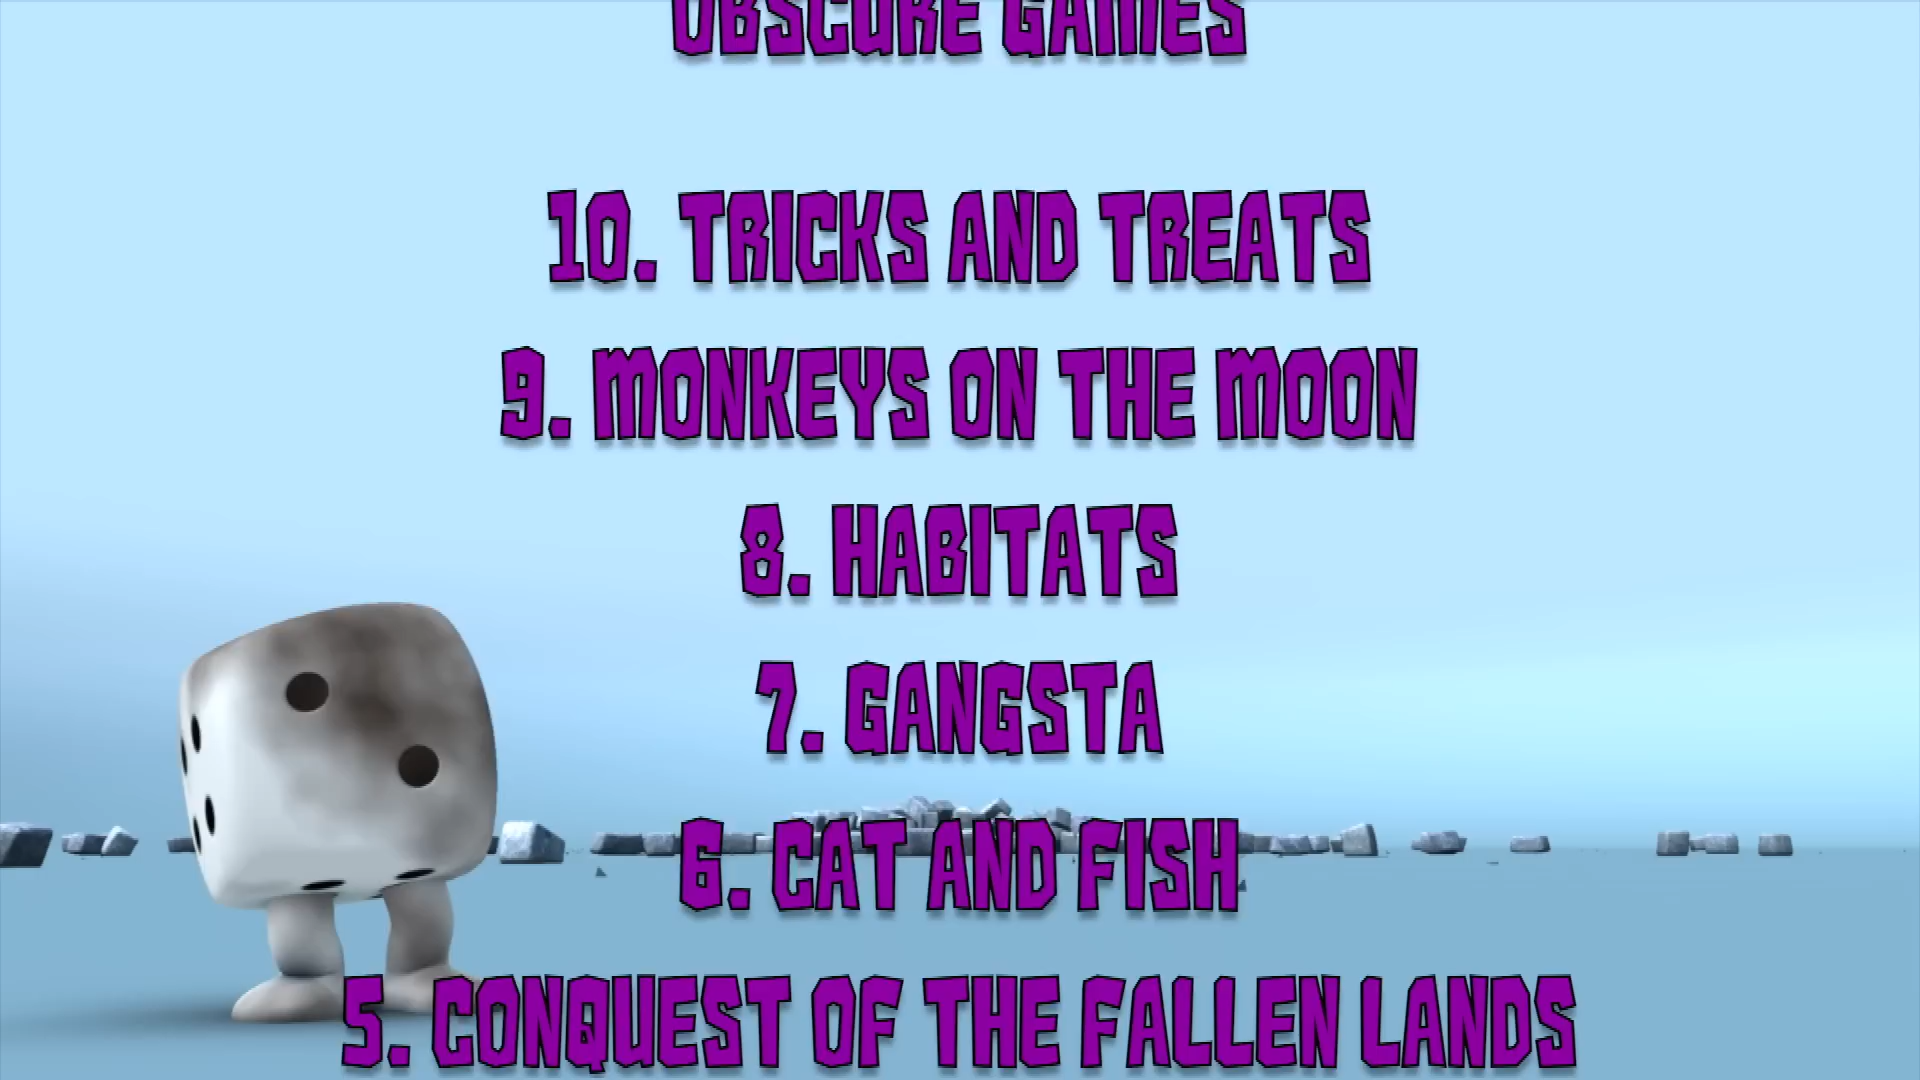 OBSCURE GAMES
10. TRICKS AND TREATS
9. MONKEYS ON THE MOON
8. HABITATS
7. GANGSTA
6. CAT AND FISH
5. CONQUEST OF THE FALLEN LANDS